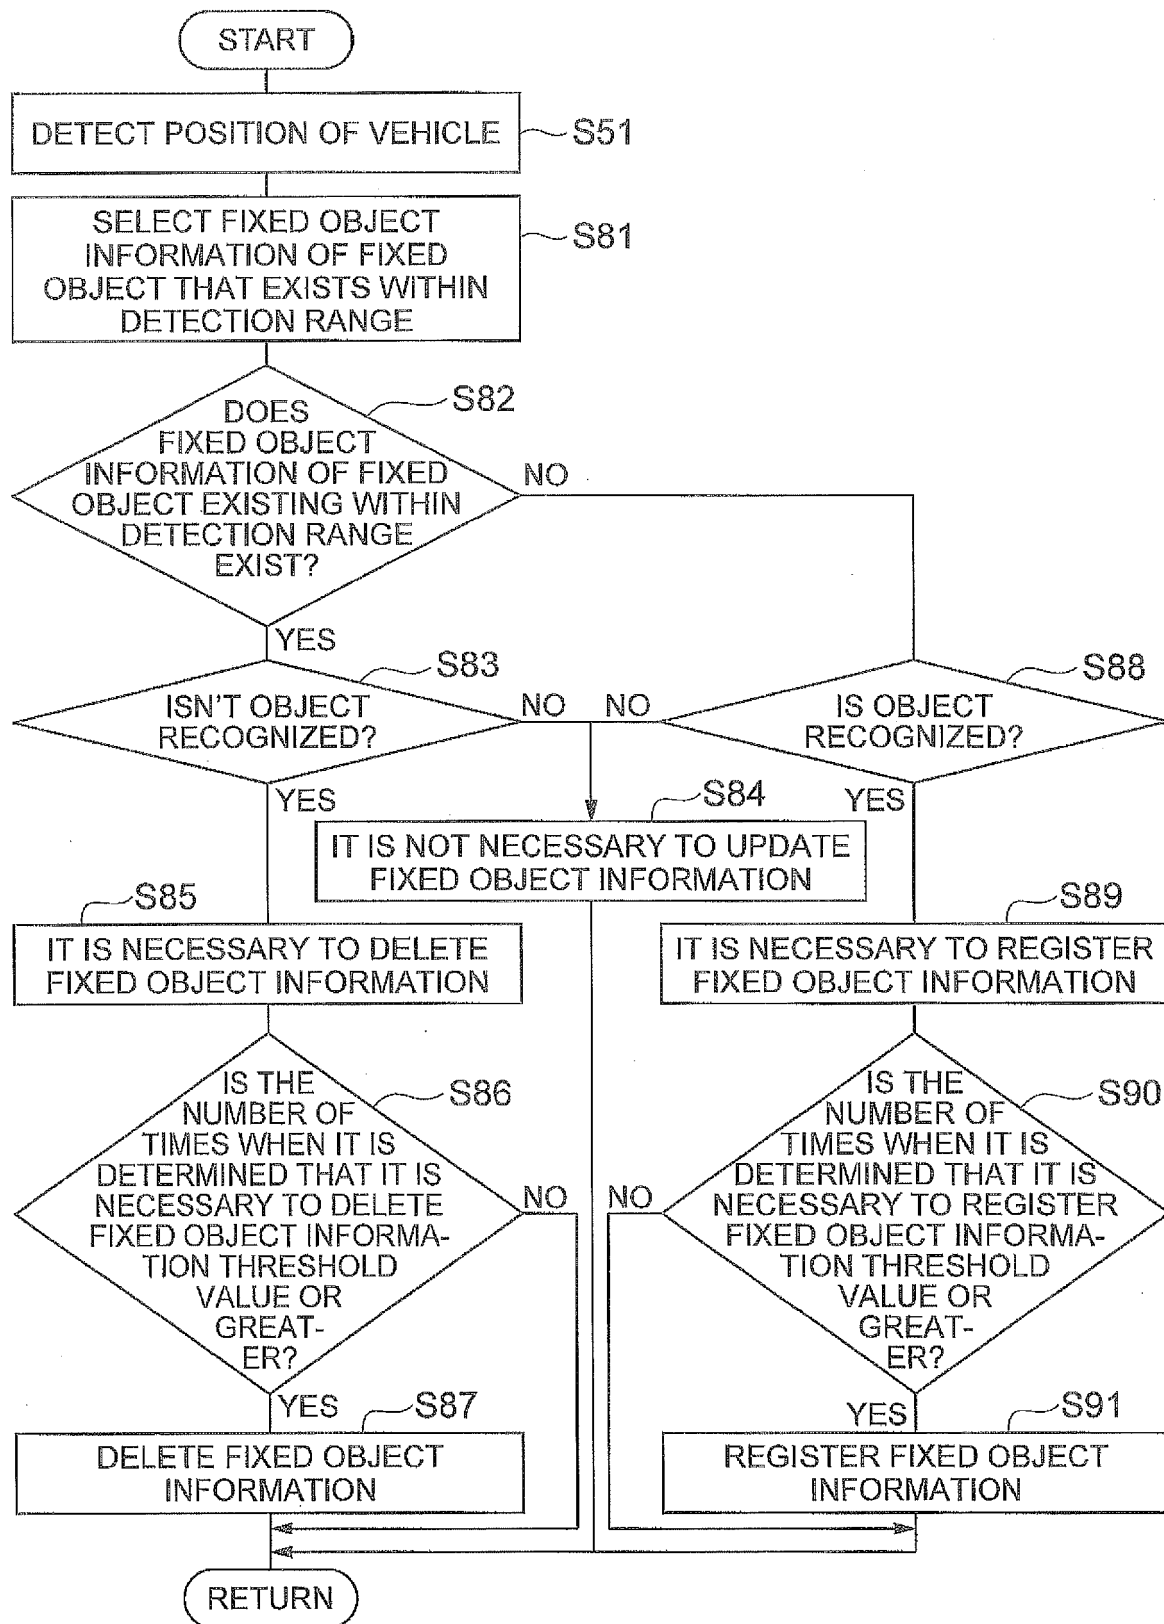 START
DETECT POSITION OF VEHICLE
S51
SELECT FIXED OBJECT
INFORMATION OF FIXED
OBJECT THAT EXISTS WITHIN
DETECTION RANGE
S81
DOES
FIXED OBJECT
INFORMATION OF FIXED
OBJECT EXISTING WITHIN
DETECTION RANGE
EXIST?
S82
NO
YES
ISN'T OBJECT
RECOGNIZED?
S83
NO
NO
IS OBJECT
RECOGNIZED?
S88
YES
YES
S84
IT IS NOT NECESSARY TO UPDATE
FIXED OBJECT INFORMATION
S85
IT IS NECESSARY TO DELETE
FIXED OBJECT INFORMATION
S89
IT IS NECESSARY TO REGISTER
FIXED OBJECT INFORMATION
IS THE
NUMBER OF
TIMES WHEN IT IS
DETERMINED THAT IT IS
NECESSARY TO DELETE
FIXED OBJECT INFORMA-
TION THRESHOLD
VALUE OR
GREAT-
ER?
S86
NO
IS THE
NUMBER OF
TIMES WHEN IT IS
DETERMINED THAT IT IS
NECESSARY TO REGISTER
FIXED OBJECT INFORMA-
TION THRESHOLD
VALUE OR
GREAT-
ER?
S90
NO
YES
S87
DELETE FIXED OBJECT
INFORMATION
YES
S91
REGISTER FIXED OBJECT
INFORMATION
RETURN